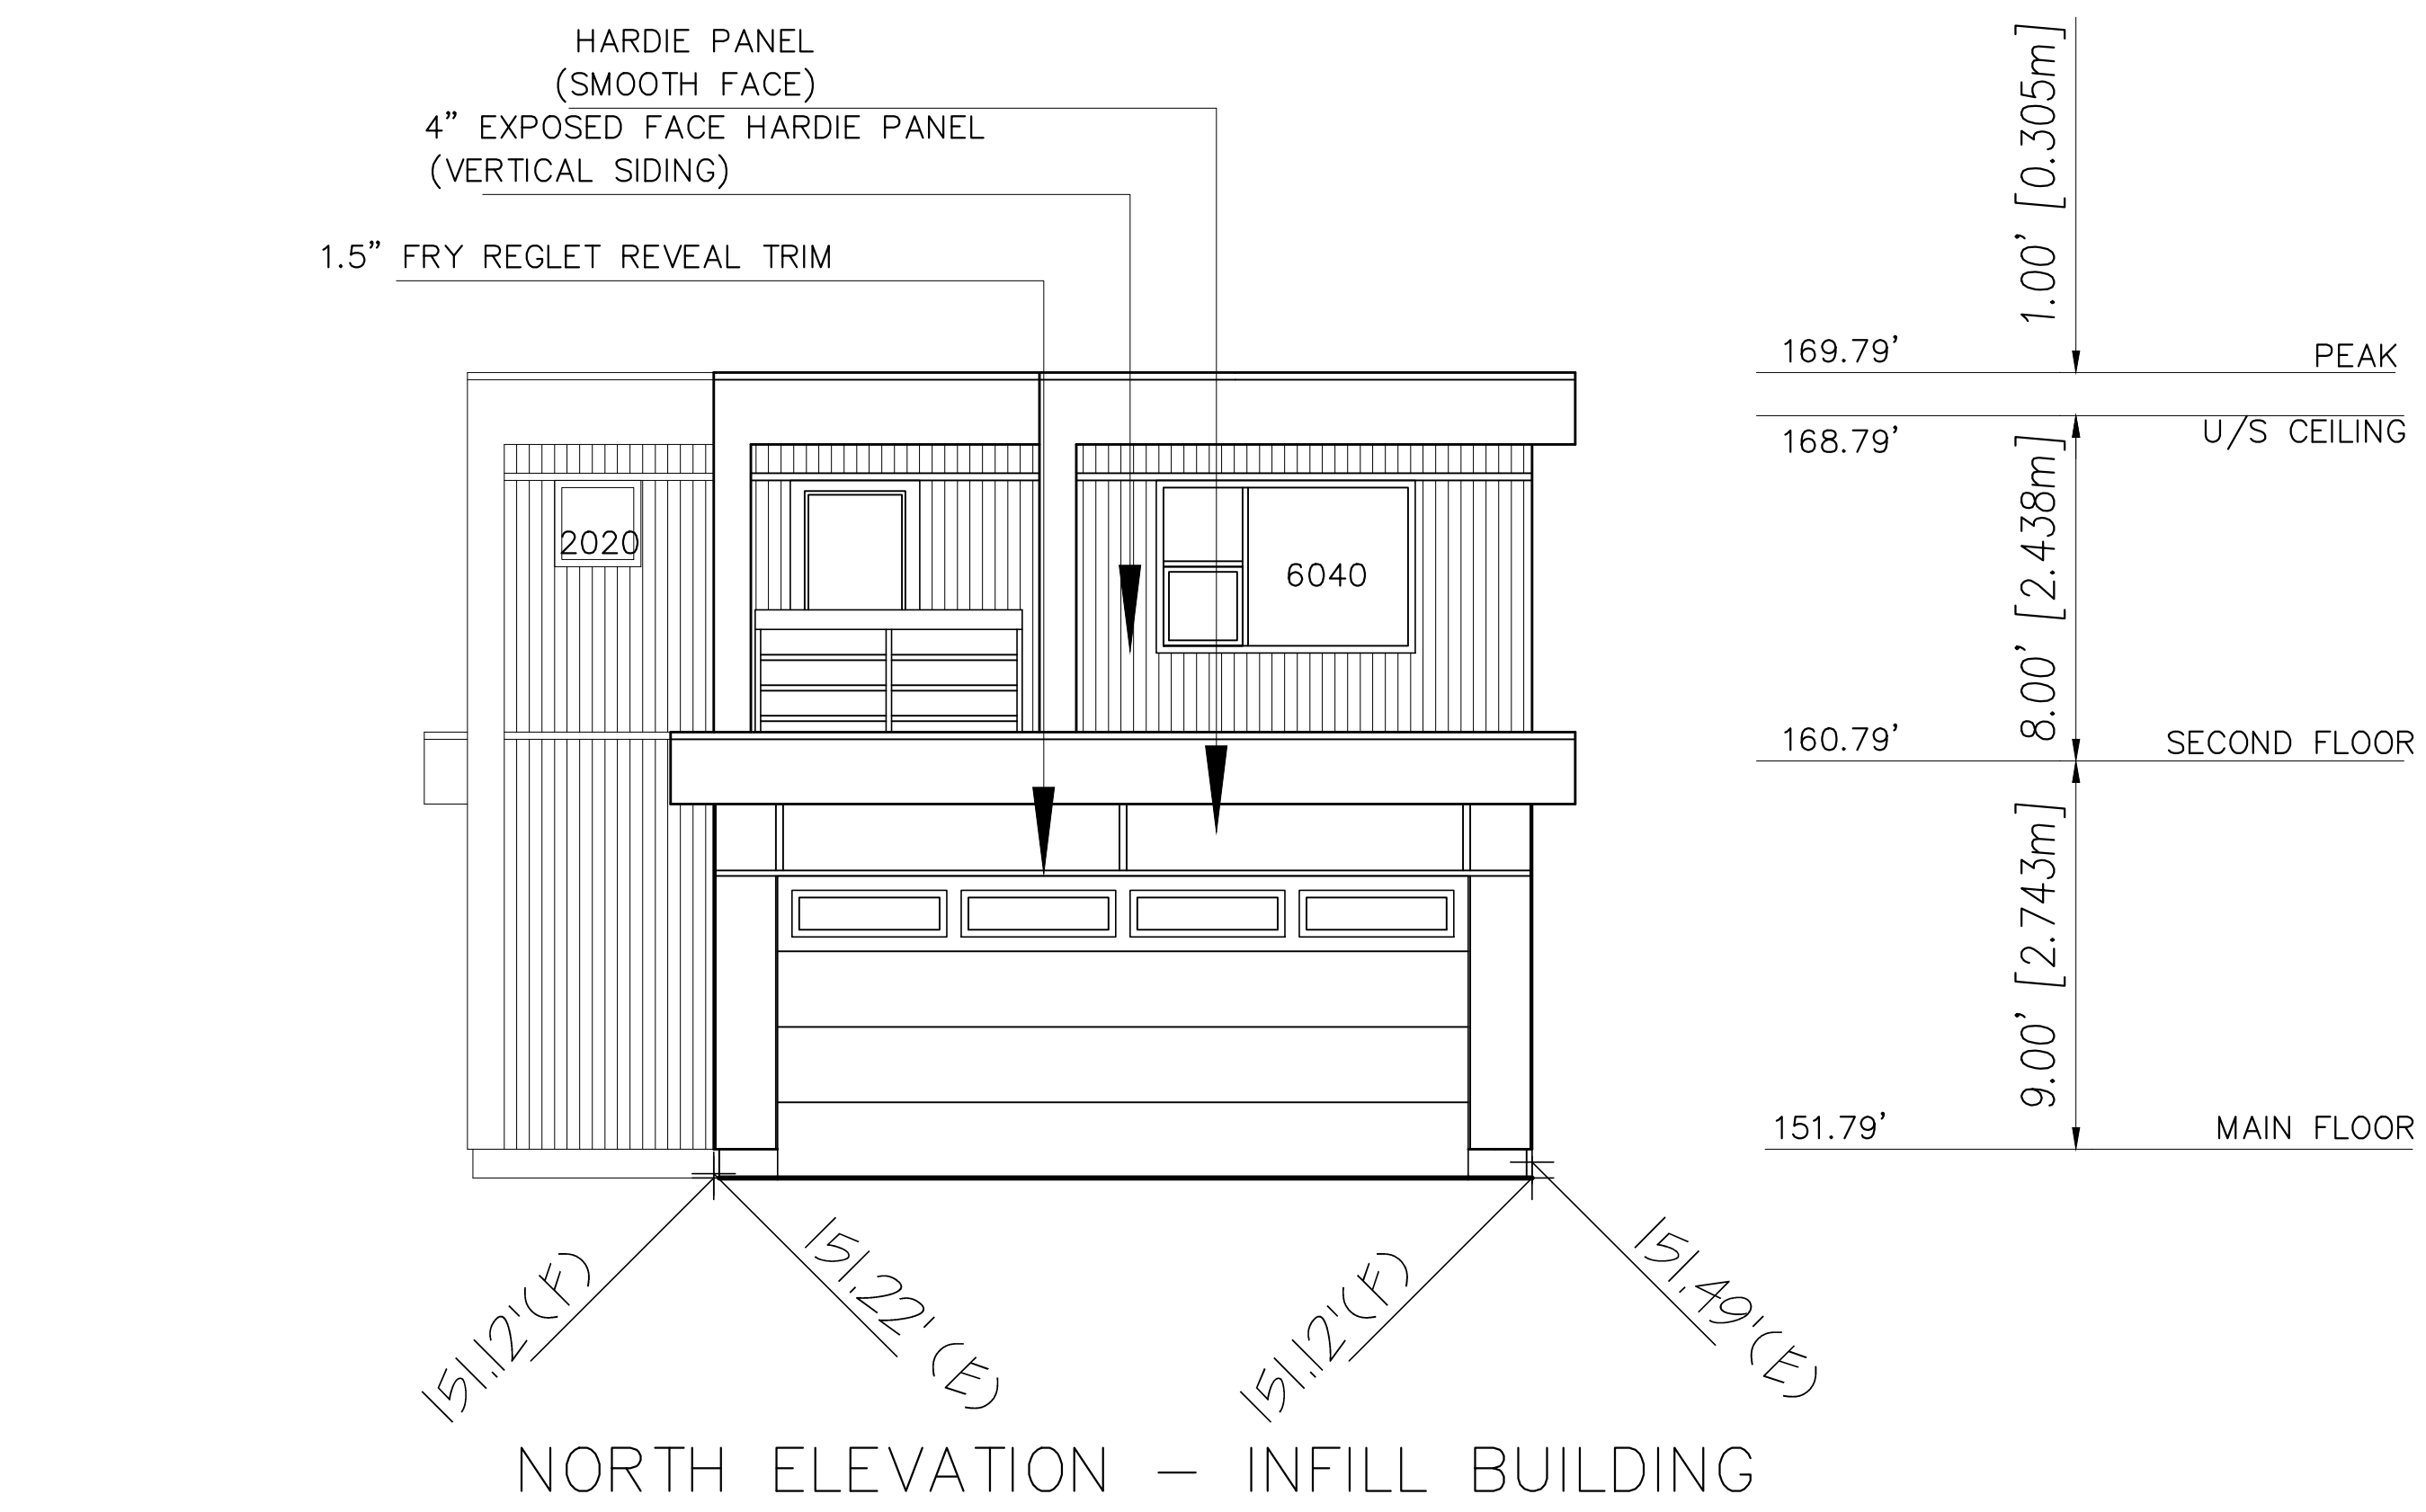 HARDIE PANEL
(SMOOTH FACE)
4” EXPOSED FACE HARDIE PANEL
(VERTICAL SIDING)
1.5” FRY REGLET REVEAL TRIM
1.00' [0.305m]
169.79' PEAK
168.79' U/S CEILING
8.00' [2.438m]
2020
6040
160.79' SECOND FLOOR
9.00' [2.743m]
151.79' MAIN FLOOR
151.12'(F)
151.22' (E)
151.12'(F)
151.49'(E)
NORTH ELEVATION – INFILL BUILDING